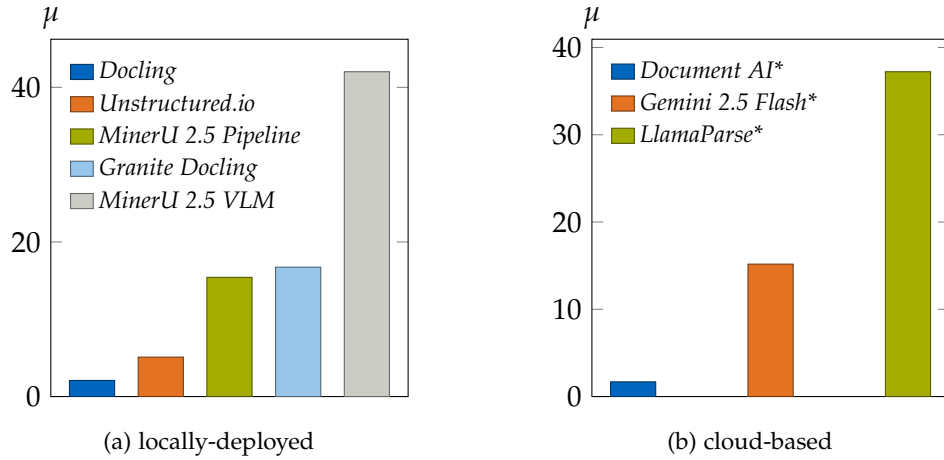 μ
Docling
Unstructured.io
MinerU 2.5 Pipeline
Granite Docling
MinerU 2.5 VLM
40
20
0
(a) locally-deployed
μ
Document AI*
Gemini 2.5 Flash*
LlamaParse*
40
30
20
10
0
(b) cloud-based